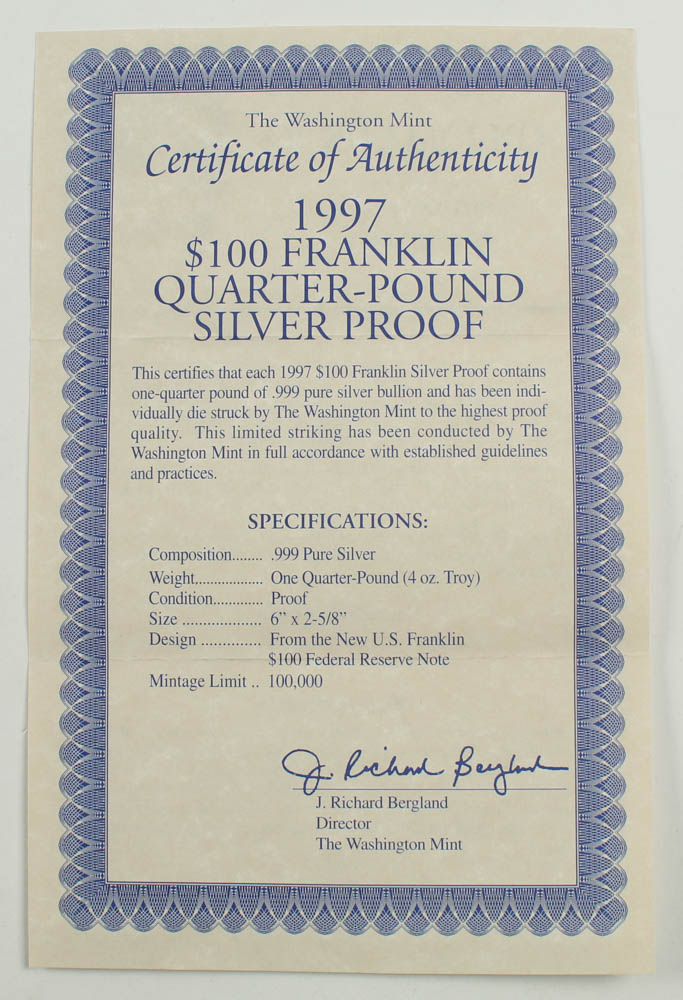 The Washington Mint
Certificate of Authenticity
1997
$100 FRANKLIN
QUARTER-POUND
SILVER PROOF
This certifies that each 1997 $100 Franklin Silver Proof contains
one-quarter pound of .999 pure silver bullion and has been indi-
vidually die struck by The Washington Mint to the highest proof
quality. This limited striking has been conducted by The
Washington Mint in full accordance with established guidelines
and practices.
SPECIFICATIONS:
Composition........ .999 Pure Silver
Weight................. One Quarter-Pound (4 oz. Troy)
Condition............. Proof
Size .................... 6" x 2-5/8"
Design ............... From the New U.S. Franklin
$100 Federal Reserve Note
Mintage Limit .. 100,000
J. Richard Bergland
J. Richard Bergland
Director
The Washington Mint